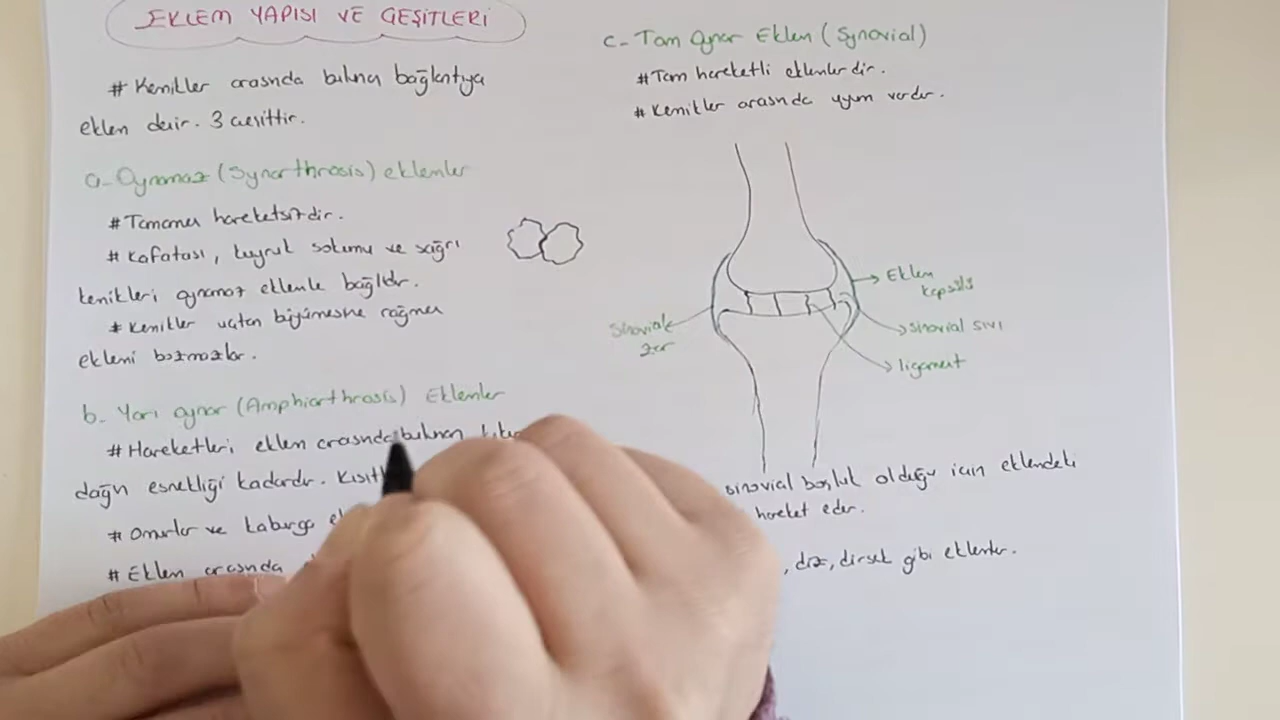 EKLEM YAPISI VE ÇEŞİTLERİ
# Kemikler arasında bulunan bağlantıya
eklem denir. 3 çeşittir.
a- Oynamaz (Synarthrosis) eklemler
# Tamamen hareketsizdir.
# Kafatası, kuyruk sokumu ve sağrı
kemikleri oynamaz eklemle bağlıdır.
# Kemikler uçtan büyümesine rağmen
eklemi bozmazlar.
b- Yarı oynar (Amphiarthrosis) Eklemler
# Hareketleri eklem arasında bulunan
dağın esnekliği kadardır.
# Omurlar ve kaburga
# Eklem arasında
c- Tam Oynar Eklem (Synovial)
# Tam hareketli eklemlerdir.
# Kemikler arasında uyum vardır.
Eklem
kapsülü
Sinovial
zar
sinovial sıvı
ligament
sinovial boşluk olduğu için eklemdeki
hareket eder.
, diz, dirsek gibi eklemler.